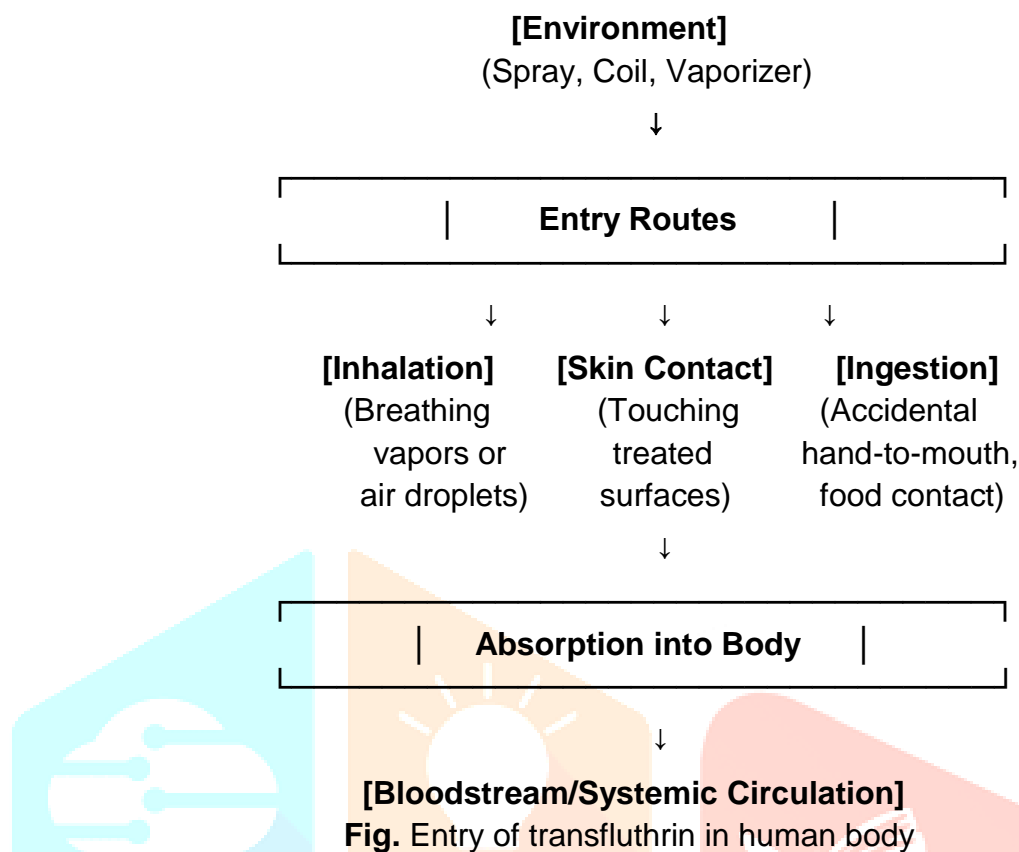 [Environment]
(Spray, Coil, Vaporizer)
↓
│ Entry Routes │
↓ ↓ ↓
[Inhalation] [Skin Contact] [Ingestion]
(Breathing (Touching (Accidental
vapors or treated hand-to-mouth,
air droplets) surfaces) food contact)
↓
│ Absorption into Body │
↓
[Bloodstream/Systemic Circulation]
Fig. Entry of transfluthrin in human body